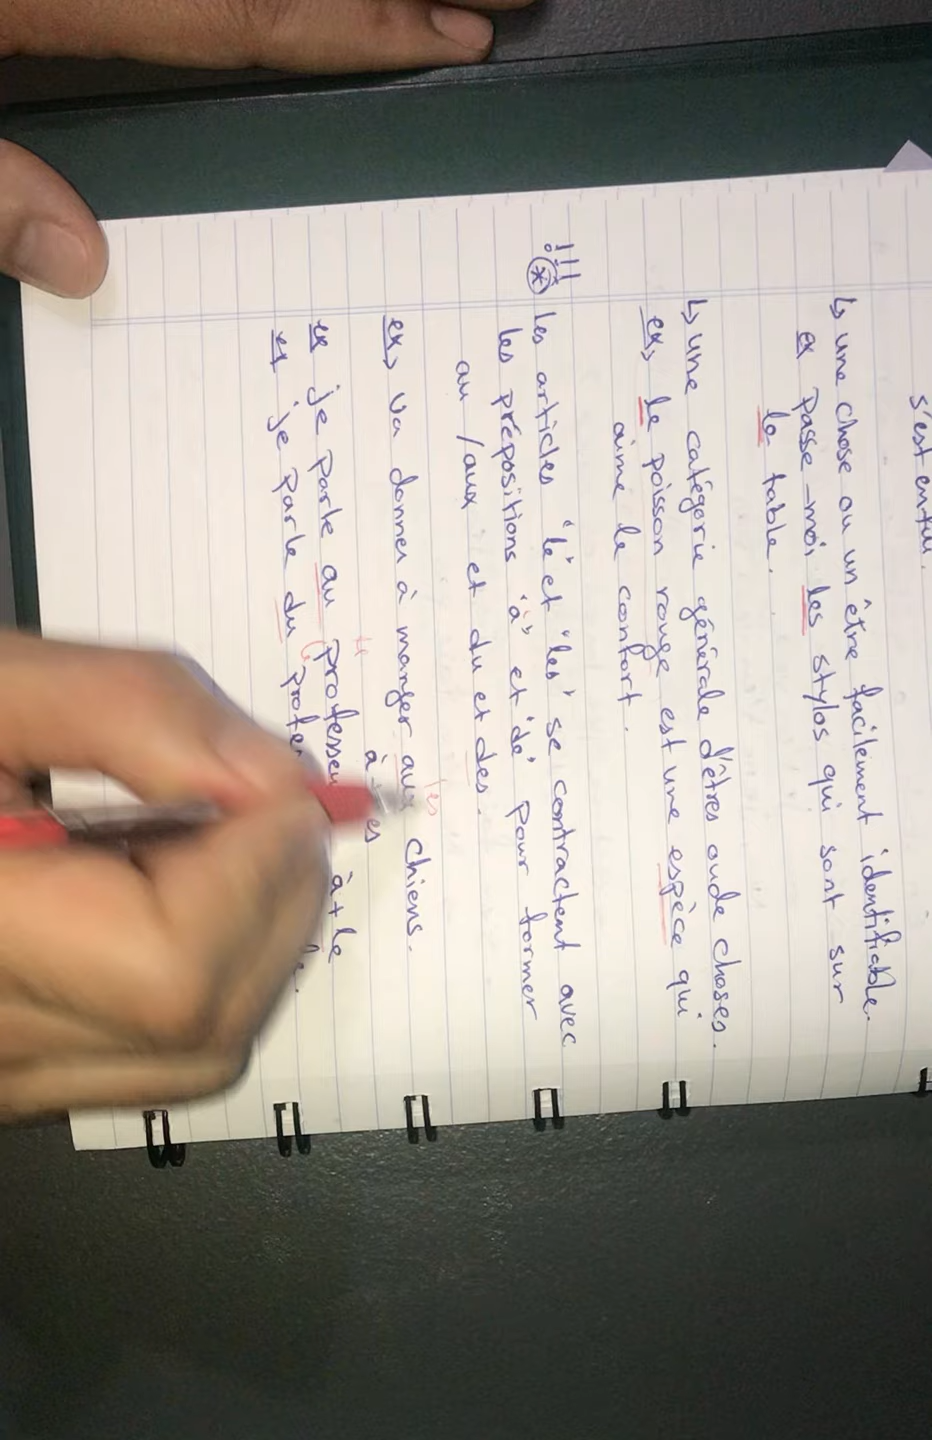 s'est enfui.
↳ une chose ou un être facilement identifiable.
ex passe-moi les stylos qui sont sur
la table.
↳ une catégorie générale d'êtres ou de choses.
ex, le poisson rouge est une espèce qui
aime le confort.
!!!
* les articles "le" et "les" se contractent avec
les prépositions "à" et "de" pour former
au / aux et du et des.
les
ex, va donner à manger aux chiens.
le
ex je parle au professeur à + le
ex je parle du